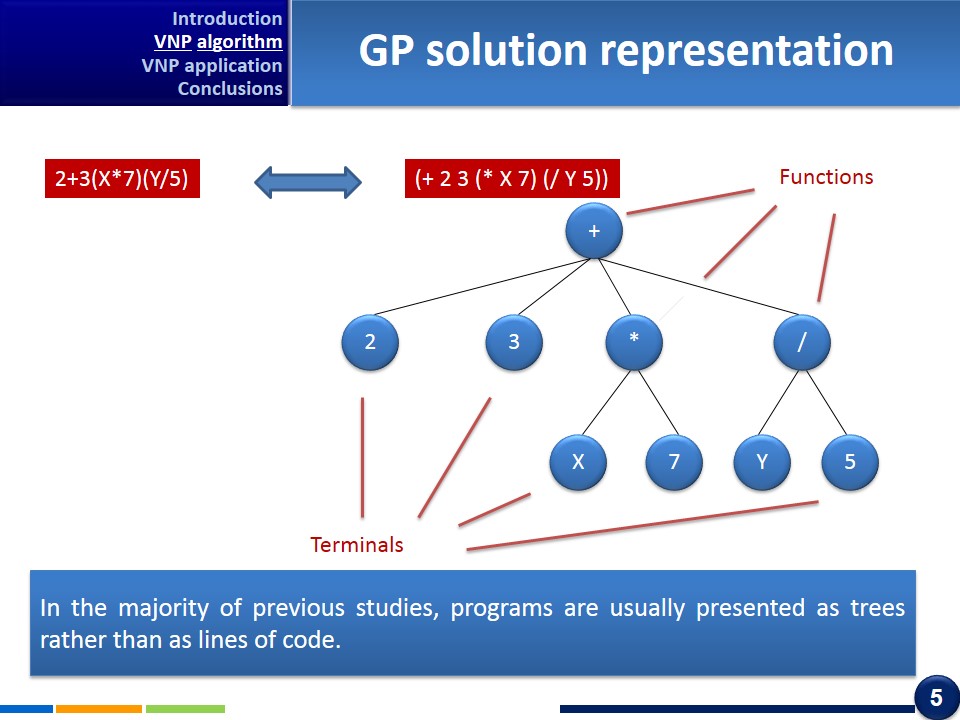 Introduction
VNP algorithm
VNP application
Conclusions
GP solution representation
2+3(X*7)(Y/5)
(+ 2 3 (* X 7) (/ Y 5))
Functions
+
2
3
*
/
X
7
Y
5
Terminals
In the majority of previous studies, programs are usually presented as trees
rather than as lines of code.
5